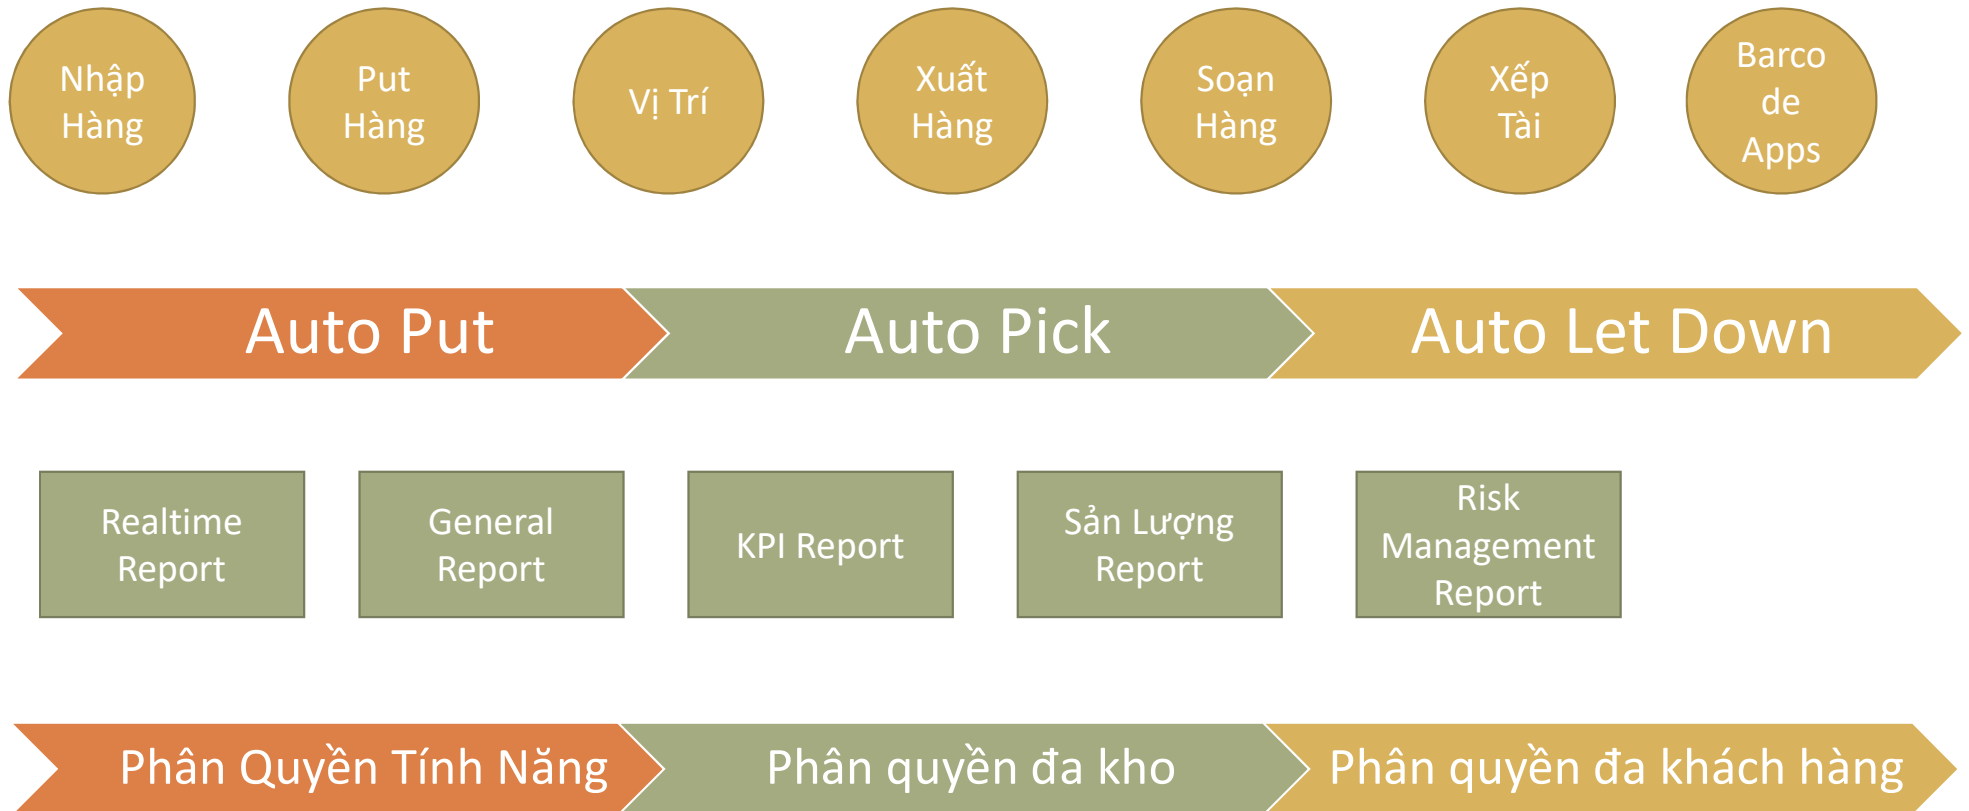 Nhập
Hàng
Put
Hàng
Vị Trí
Xuất
Hàng
Soạn
Hàng
Xếp
Tài
Barco
de
Apps
Auto Put
Auto Pick
Auto Let Down
Realtime
Report
General
Report
KPI Report
Sản Lượng
Report
Risk
Management
Report
Phân Quyền Tính Năng
Phân quyền đa kho
Phân quyền đa khách hàng